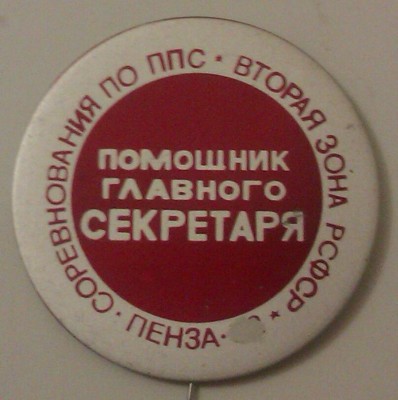 СОРЕВНОВАНИЯ ПО ППС · ВТОРАЯ ЗОНА РСФСР · ПЕНЗА ·
ПОМОЩНИК
ГЛАВНОГО
СЕКРЕТАРЯ